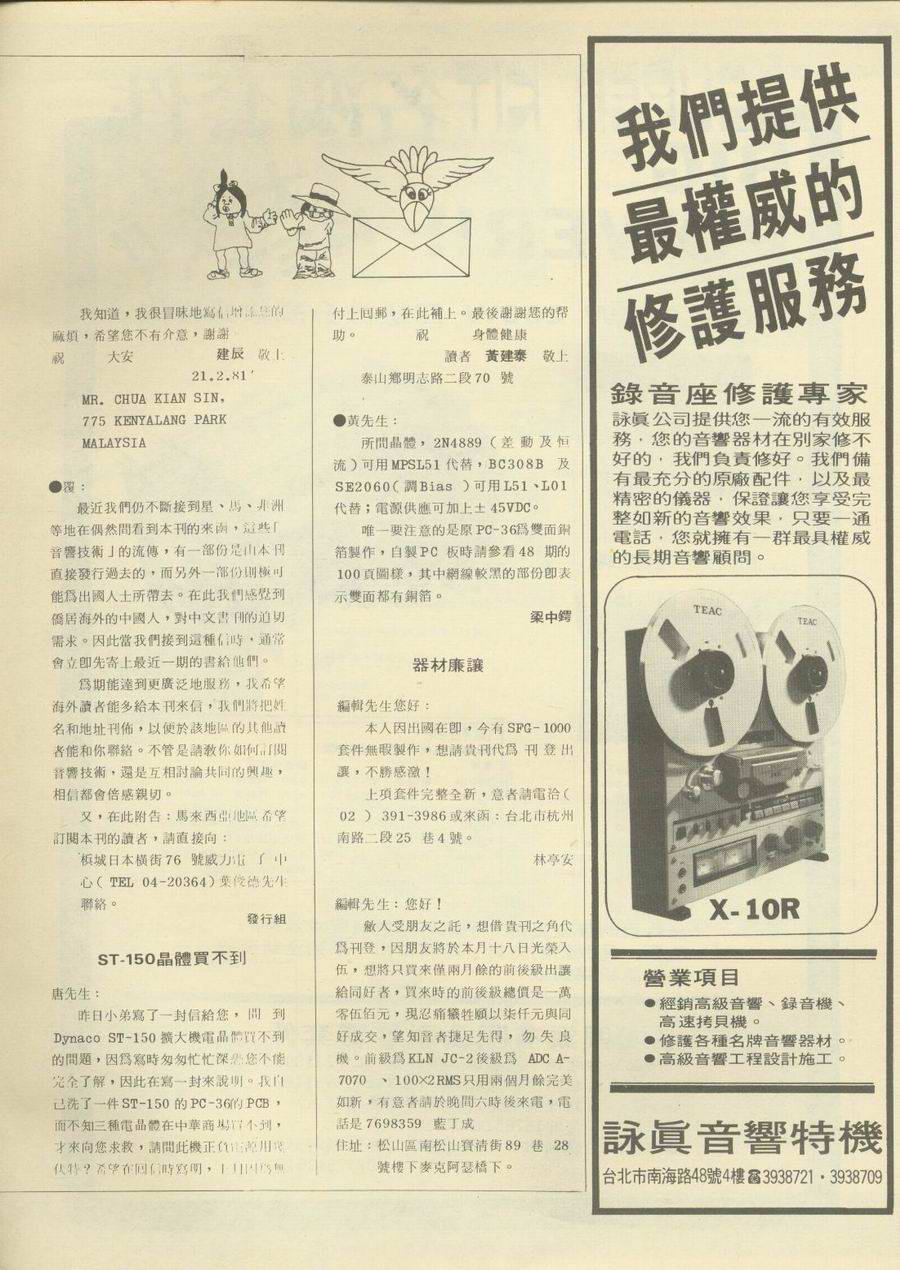 我知道，我很冒昧地寫信增添您的
麻煩，希望您不有介意，謝謝
祝　　大安　　　　建辰　敬上
21.2.81'
MR. CHUA KIAN SIN,
775 KENYALANG PARK
MALAYSIA
●覆：
最近我們仍不斷接到星、馬、非洲
等地在偶然間看到本刊的來函，這些「
音響技術」的流傳，有一部份是由本刊
直接發行過去的，而另外一部份則極可
能爲出國人士所帶去。在此我們感覺到
僑居海外的中國人，對中文書刊的迫切
需求。因此當我們接到這種信時，通常
會立卽先寄上最近一期的書給他們。
爲期能達到更廣泛地服務，我希望
海外讀者能多給本刊來信，我們將把姓
名和地址刊佈，以便於該地區的其他讀
者能和你聯絡。不管是請敎你如何訂閱
音響技術，還是互相討論共同的興趣，
相信都會倍感親切。
又，在此附告：馬來西亞地區希望
訂閱本刊的讀者，請直接向：
梹城日本橫街76 號威力電 子 中
心（ TEL 04-20364）葉俊德先生
聯絡。
發行組
ST-150晶體買不到
唐先生：
昨日小弟寫了一封信給您，問 到
Dynaco ST-150 擴大機電晶體買不到
的問題，因爲寫時匆匆忙忙深恐您不能
完全了解，因此在寫一封來說明。我自
己洗了一件ST-150 的PC-36的PCB，
而不知三種電晶體在中華商場買不到，
才來向您求救，請問此機正負電源用幾
伏特？希望在回信時寫明，上
付上回郵，在此補上。最後謝謝您的帮
助。　　　祝　　　身體健康
讀者　黃建泰　敬上
泰山鄉明志路二段70 號
●黃先生：
所問晶體，2N4889（ 差 動 及 恒
流）可用MPSL51代替，BC308B 及
SE2060（調Bias ）可用L51、L01
代替；電源供應可加上± 45VDC。
唯一要注意的是原PC-36爲雙面銅
箔製作，自製PC 板時請參看48 期的
100頁圖樣，其中網線較黑的部份卽表
示雙面都有銅箔。
梁中鍔
器材廉讓
編輯先生您好：
本人因出國在卽，今有SFG-1000
套件無暇製作，想請貴刊代爲 刊 登 出
讓，不勝感激！
上項套件完整全新，意者請電洽（
02 ） 391-3986或來函：台北市杭州
南路二段25 巷4號。
林亭安
編輯先生：您好！
敝人受朋友之託，想借貴刊之角代
爲刊登，因朋友將於本月十八日光榮入
伍，想將只買來僅兩月餘的前後級出讓
給同好者，買來時的前後級總價是一萬
零伍佰元，現忍痛犧牲願以柒仟元與同
好成交，望知音者捷足先得， 勿 失 良
機。前級爲KLN JC-2後級爲 ADC A-
7070 、100×2RMS只用兩個月餘完美
如新，有意者請於晚間六時後來電，電
話是7698359 藍丁成
住址：松山區南松山寶清街89 巷 28
號樓下麥克阿瑟橋下。
我們提供
最權威的
修護服務
錄音座修護專家
詠眞公司提供您一流的有效服
務，您的音響器材在別家修不
好的，我們負責修好。我們備
有最充分的原廠配件，以及最
精密的儀器，保證讓您享受完
整如新的音響效果，只要一通
電話，您就擁有一群最具權威
的長期音響顧問。
TEAC
TEAC
X-10R
營業項目
●經銷高級音響、錄音機、
高速拷貝機。
●修護各種名牌音響器材。
●高級音響工程設計施工。
詠眞音響特機
台北市南海路48號4樓☎3938721・3938709